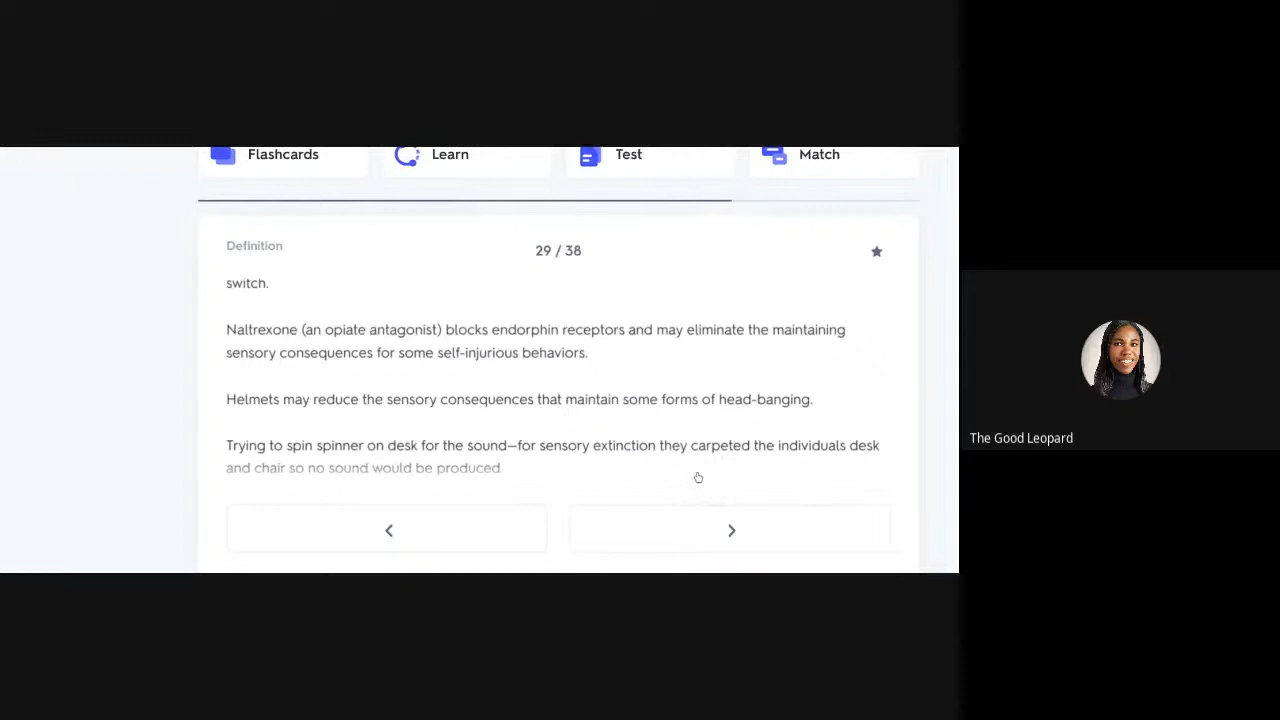 Flashcards
Learn
Test
Match
Definition
29 / 38
switch.
Naltrexone (an opiate antagonist) blocks endorphin receptors and may eliminate the maintaining
sensory consequences for some self-injurious behaviors.
Helmets may reduce the sensory consequences that maintain some forms of head-banging.
Trying to spin spinner on desk for the sound—for sensory extinction they carpeted the individuals desk
and chair so no sound would be produced
The Good Leopard